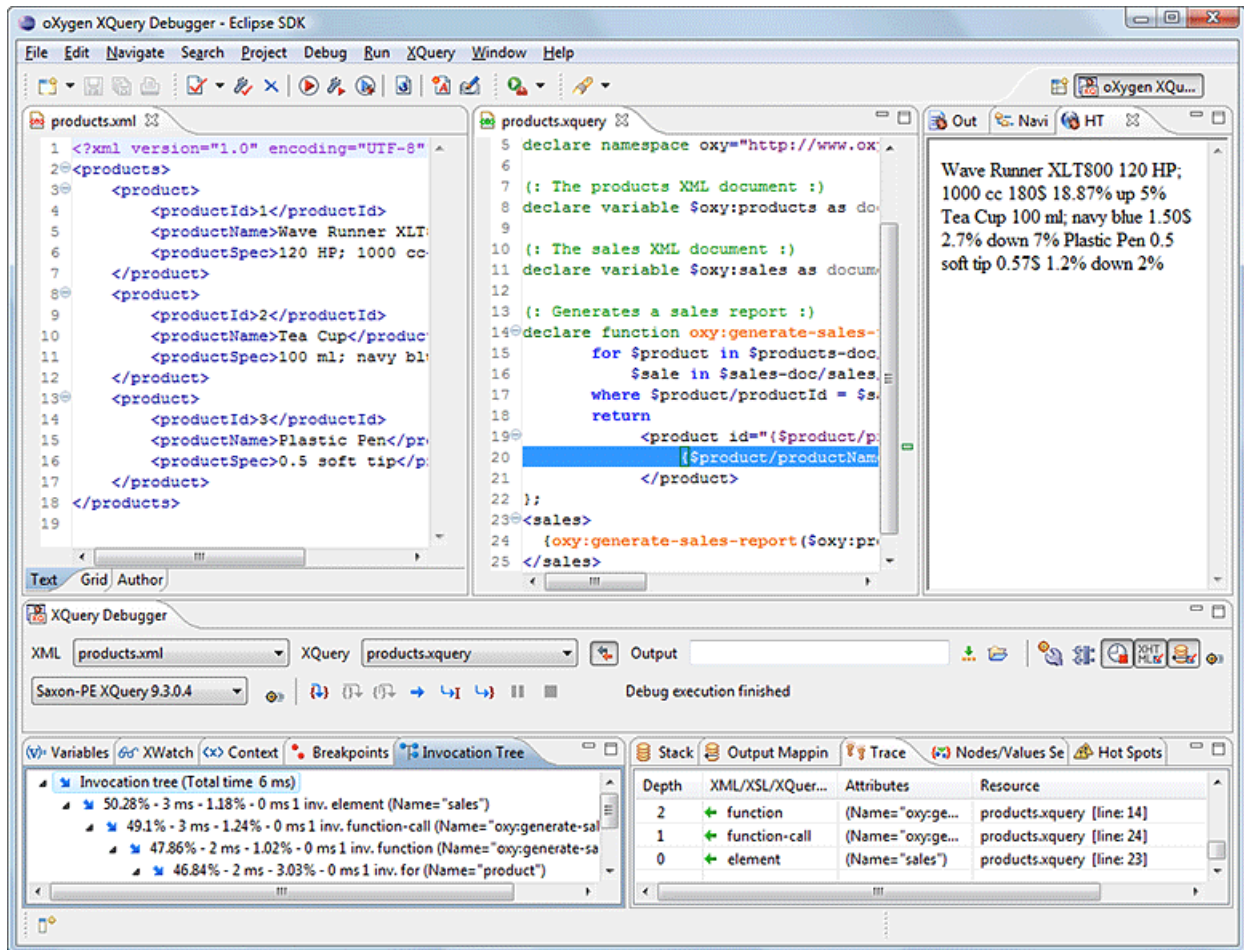 oXygen XQuery Debugger - Eclipse SDK
File Edit Navigate Search Project Debug Run XQuery Window Help
oXygen XQu...
products.xml
1 <?xml version="1.0" encoding="UTF-8"
2 <products>
3 <product>
4 <productId>1</productId>
5 <productName>Wave Runner XLT
6 <productSpec>120 HP; 1000 cc
7 </product>
8 <product>
9 <productId>2</productId>
10 <productName>Tea Cup</produc
11 <productSpec>100 ml; navy bl
12 </product>
13 <product>
14 <productId>3</productId>
15 <productName>Plastic Pen</pr
16 <productSpec>0.5 soft tip</p
17 </product>
18 </products>
19
Text Grid Author
products.xquery
5 declare namespace oxy="http://www.ox
6
7 (: The products XML document :)
8 declare variable $oxy:products as do
9
10 (: The sales XML document :)
11 declare variable $oxy:sales as docum
12
13 (: Generates a sales report :)
14 declare function oxy:generate-sales-
15 for $product in $products-doc
16 $sale in $sales-doc/sales
17 where $product/productId = $s
18 return
19 <product id="{$product/p
20 {$product/productNam
21 </product>
22 };
23 <sales>
24 {oxy:generate-sales-report($oxy:pr
25 </sales>
Out Navi HT
Wave Runner XLT800 120 HP;
1000 cc 180$ 18.87% up 5%
Tea Cup 100 ml; navy blue 1.50$
2.7% down 7% Plastic Pen 0.5
soft tip 0.57$ 1.2% down 2%
XQuery Debugger
XML products.xml XQuery products.xquery Output
Saxon-PE XQuery 9.3.0.4 Debug execution finished
Variables XWatch Context Breakpoints Invocation Tree
Invocation tree (Total time 6 ms)
50.28% - 3 ms - 1.18% - 0 ms 1 inv. element (Name="sales")
49.1% - 3 ms - 1.24% - 0 ms 1 inv. function-call (Name="oxy:generate-sal
47.86% - 2 ms - 1.02% - 0 ms 1 inv. function (Name="oxy:generate-sa
46.84% - 2 ms - 3.03% - 0 ms 1 inv. for (Name="product")
Stack Output Mappin Trace Nodes/Values Se Hot Spots
Depth XML/XSL/XQuer... Attributes Resource
2 function (Name="oxy:ge... products.xquery [line: 14]
1 function-call (Name="oxy:ge... products.xquery [line: 24]
0 element (Name="sales") products.xquery [line: 23]